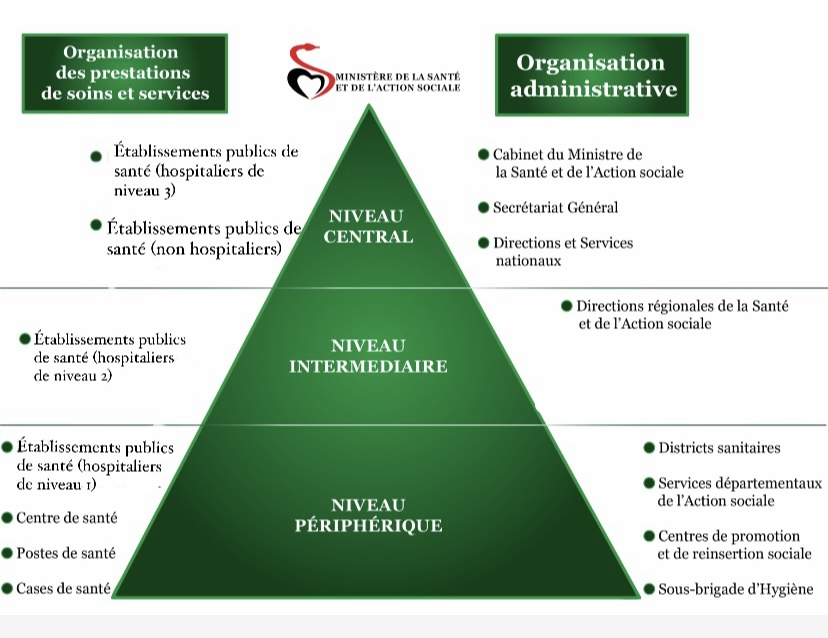 Organisation
des prestations
de soins et services
MINISTÈRE DE LA SANTÉ
ET DE L'ACTION SOCIALE
Organisation
administrative
Établissements publics de
santé (hospitaliers de
niveau 3)
Établissements publics de
santé (non hospitaliers)
NIVEAU
CENTRAL
Cabinet du Ministre de
la Santé et de l'Action sociale
Secrétariat Général
Directions et Services
nationaux
Établissements publics
de santé (hospitaliers
de niveau 2)
NIVEAU
INTERMEDIAIRE
Directions régionales de la Santé
et de l'Action sociale
Établissements publics
de santé (hospitaliers
de niveau 1)
Centre de santé
Postes de santé
Cases de santé
NIVEAU
PÉRIPHÉRIQUE
Districts sanitaires
Services départementaux
de l'Action sociale
Centres de promotion
et de reinsertion sociale
Sous-brigade d'Hygiène